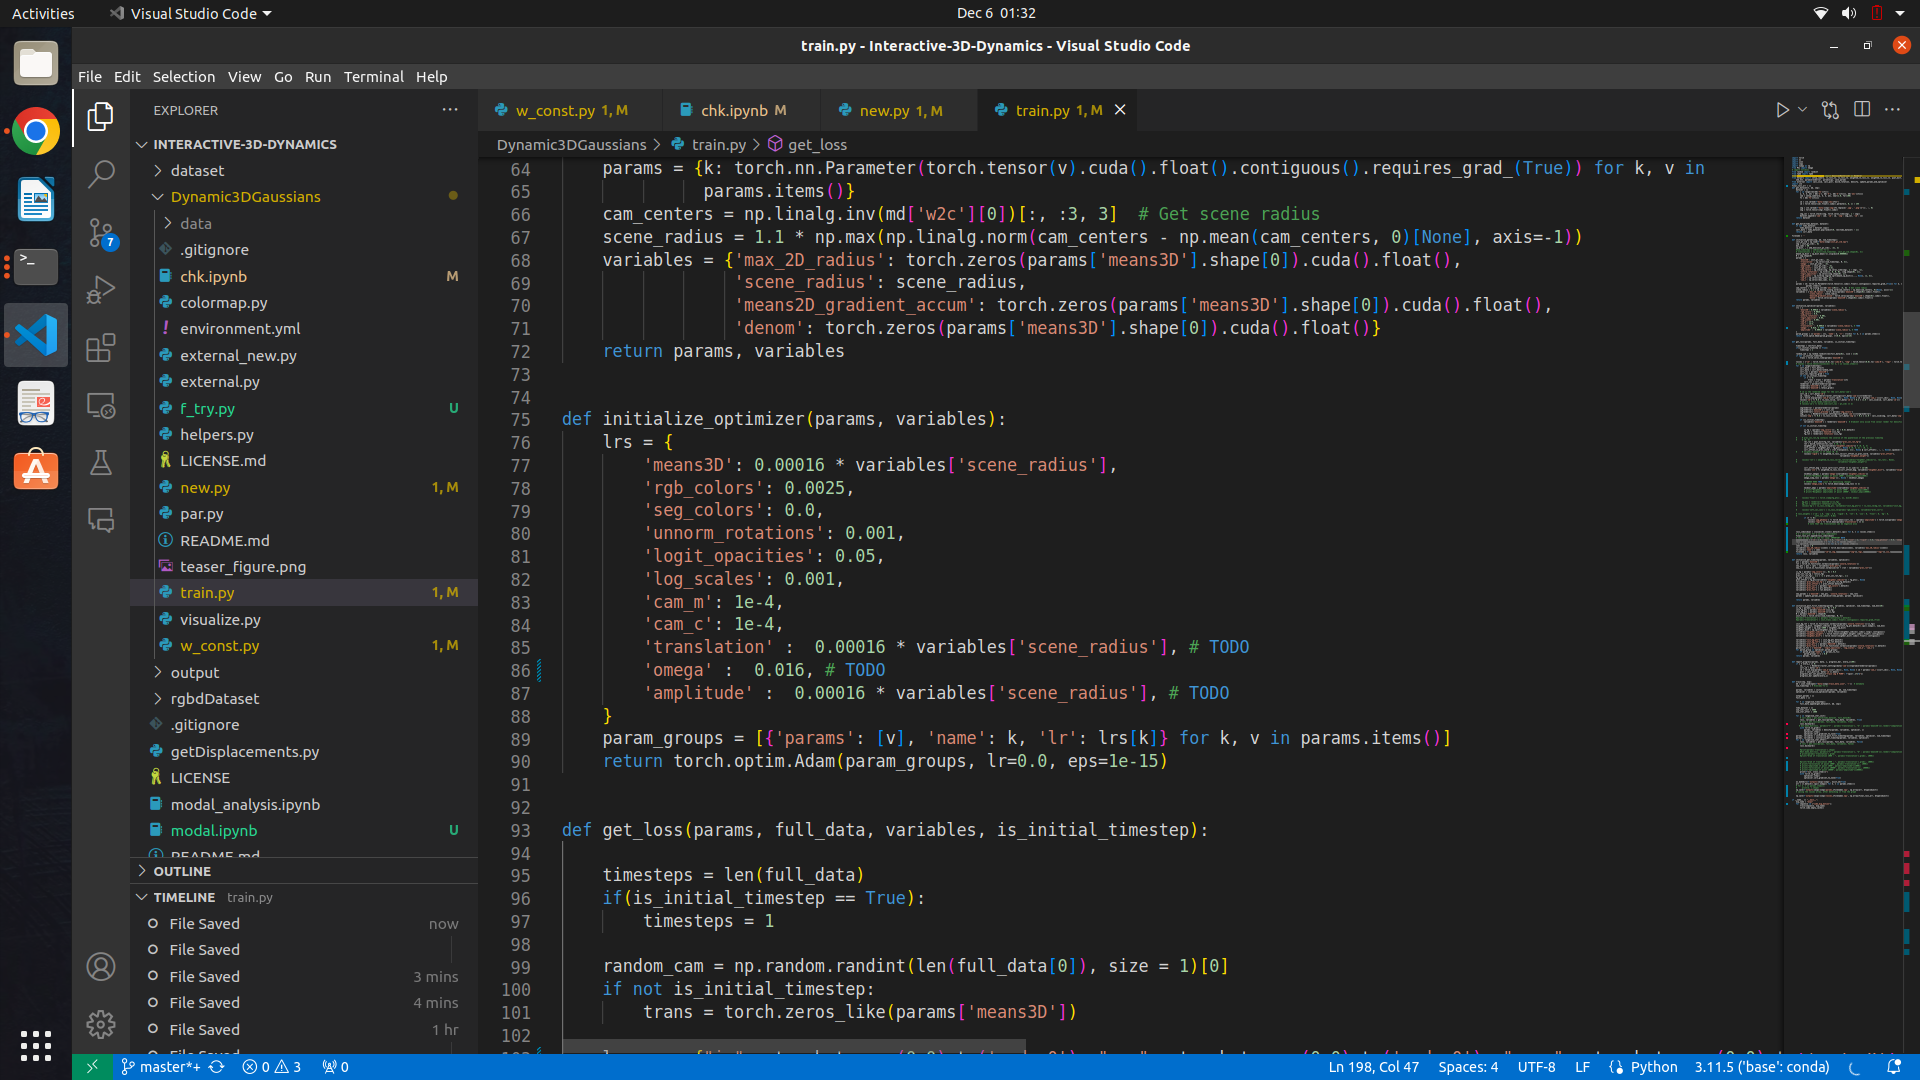 Activities
Visual Studio Code
Dec 6 01:32
train.py - Interactive-3D-Dynamics - Visual Studio Code
File Edit Selection View Go Run Terminal Help
EXPLORER
INTERACTIVE-3D-DYNAMICS
dataset
Dynamic3DGaussians
data
.gitignore
chk.ipynb M
colormap.py
environment.yml
external_new.py
external.py
f_try.py U
helpers.py
LICENSE.md
new.py 1, M
par.py
README.md
teaser_figure.png
train.py 1, M
visualize.py
w_const.py 1, M
output
rgbdDataset
.gitignore
getDisplacements.py
LICENSE
modal_analysis.ipynb
modal.ipynb U
README.md
OUTLINE
TIMELINE train.py
File Saved now
File Saved
File Saved 3 mins
File Saved 4 mins
File Saved 1 hr
7
w_const.py 1, M
chk.ipynb M
new.py 1, M
train.py 1, M
Dynamic3DGaussians > train.py > get_loss
64 params = {k: torch.nn.Parameter(torch.tensor(v).cuda().float().contiguous().requires_grad_(True)) for k, v in
65 params.items()}
66 cam_centers = np.linalg.inv(md['w2c'][0])[:, :3, 3]  # Get scene radius
67 scene_radius = 1.1 * np.max(np.linalg.norm(cam_centers - np.mean(cam_centers, 0)[None], axis=-1))
68 variables = {'max_2D_radius': torch.zeros(params['means3D'].shape[0]).cuda().float(),
69 'scene_radius': scene_radius,
70 'means2D_gradient_accum': torch.zeros(params['means3D'].shape[0]).cuda().float(),
71 'denom': torch.zeros(params['means3D'].shape[0]).cuda().float()}
72 return params, variables
73
74
75 def initialize_optimizer(params, variables):
76 lrs = {
77 'means3D': 0.00016 * variables['scene_radius'],
78 'rgb_colors': 0.0025,
79 'seg_colors': 0.0,
80 'unnorm_rotations': 0.001,
81 'logit_opacities': 0.05,
82 'log_scales': 0.001,
83 'cam_m': 1e-4,
84 'cam_c': 1e-4,
85 'translation' :  0.00016 * variables['scene_radius'], # TODO
86 'omega' :  0.016, # TODO
87 'amplitude' :  0.00016 * variables['scene_radius'], # TODO
88 }
89 param_groups = [{'params': [v], 'name': k, 'lr': lrs[k]} for k, v in params.items()]
90 return torch.optim.Adam(param_groups, lr=0.0, eps=1e-15)
91
92
93 def get_loss(params, full_data, variables, is_initial_timestep):
94
95 timesteps = len(full_data)
96 if(is_initial_timestep == True):
97 timesteps = 1
98
99 random_cam = np.random.randint(len(full_data[0]), size = 1)[0]
100 if not is_initial_timestep:
101 trans = torch.zeros_like(params['means3D'])
102
master*+ 0 3 0
Ln 198, Col 47 Spaces: 4 UTF-8 LF Python 3.11.5 ('base': conda)